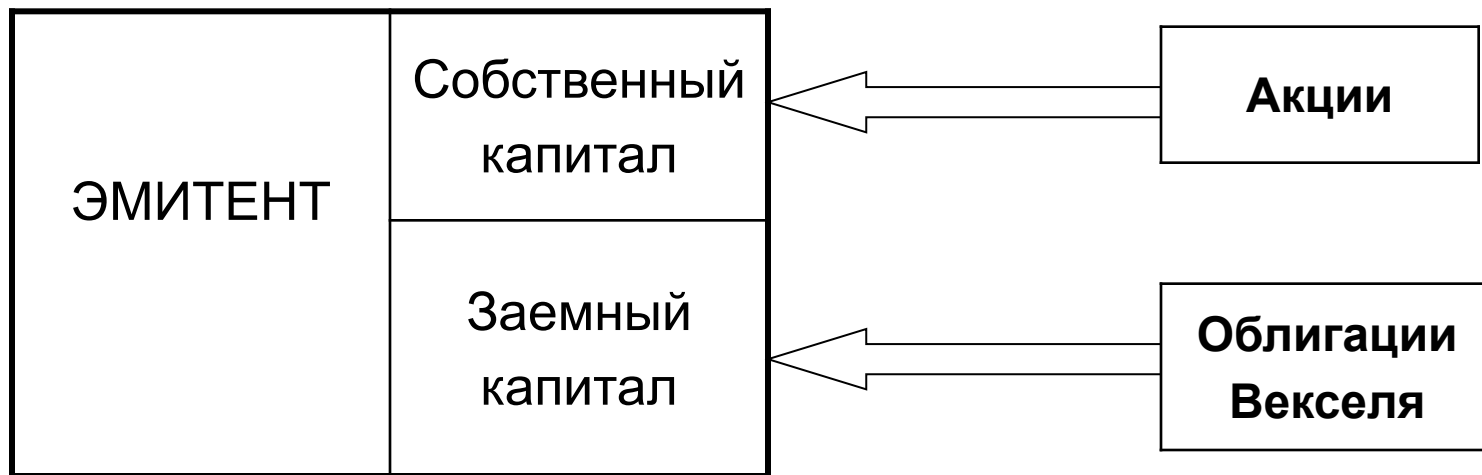 ЭМИТЕНТ
Собственный
капитал
Акции
Заемный
капитал
Облигации
Векселя